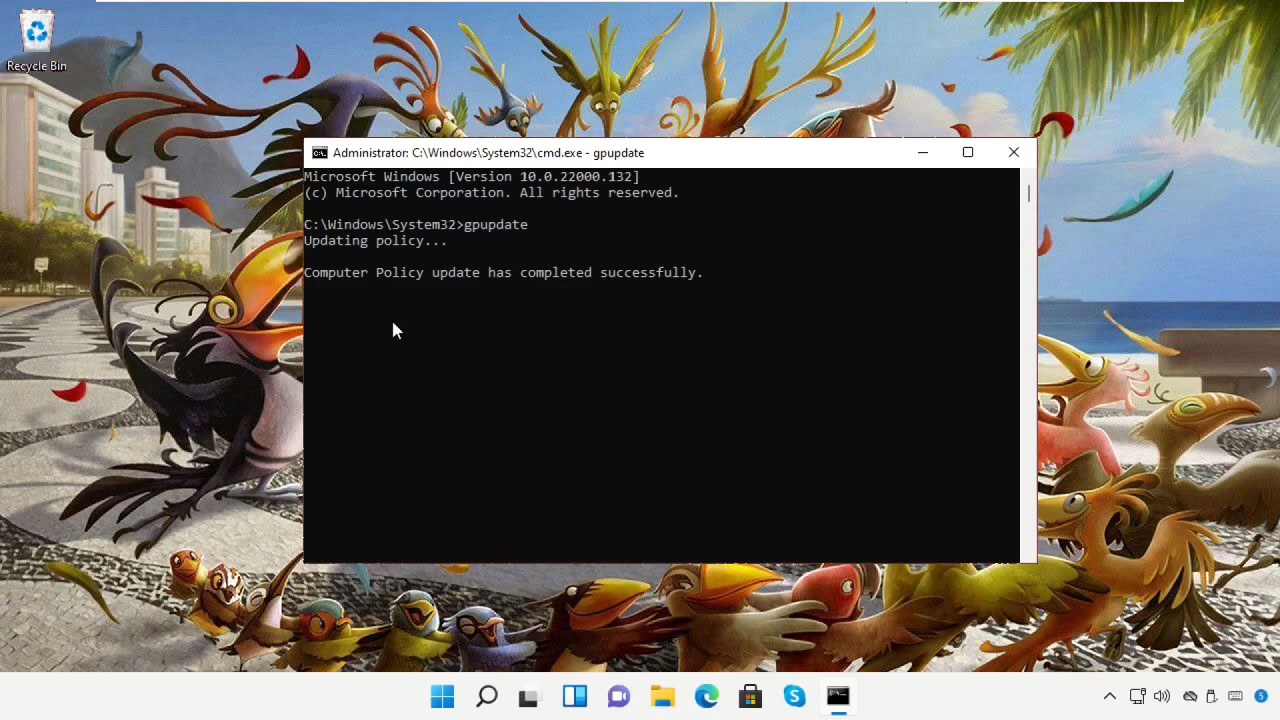 Recycle Bin
Administrator: C:\Windows\System32\cmd.exe - gpupdate
Microsoft Windows [Version 10.0.22000.132]
(c) Microsoft Corporation. All rights reserved.
C:\Windows\System32>gpupdate
Updating policy...
Computer Policy update has completed successfully.
5